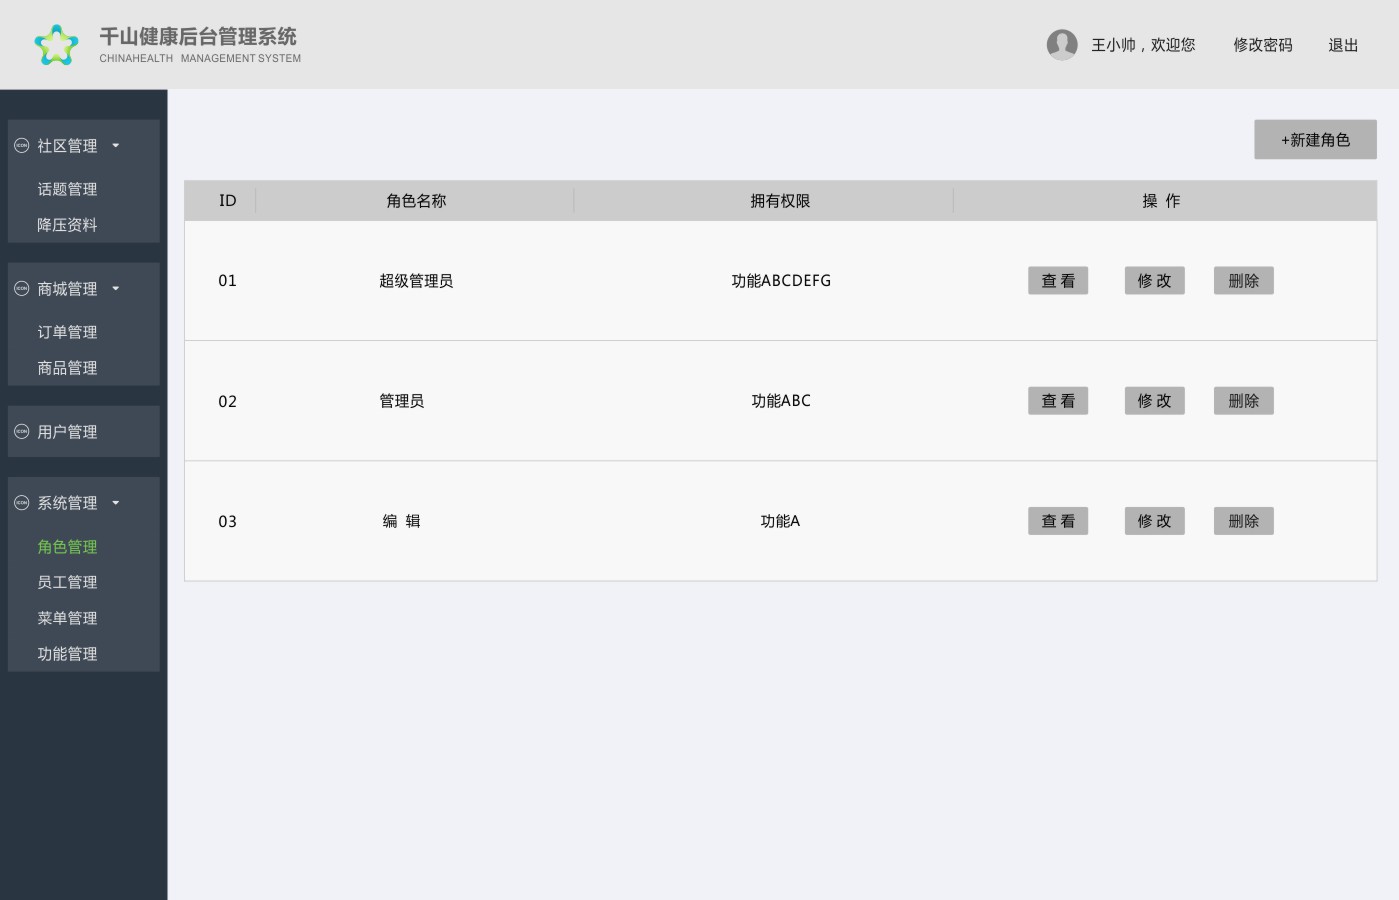 千山健康后台管理系统
CHINAHEALTH MANAGEMENT SYSTEM
王小帅，欢迎您
修改密码
退出
社区管理
话题管理
降压资料
商城管理
订单管理
商品管理
用户管理
系统管理
角色管理
员工管理
菜单管理
功能管理
+新建角色
ID 角色名称 拥有权限 操 作
01 超级管理员 功能ABCDEFG 查 看 修 改 删除
02 管理员 功能ABC 查 看 修 改 删除
03 编 辑 功能A 查 看 修 改 删除